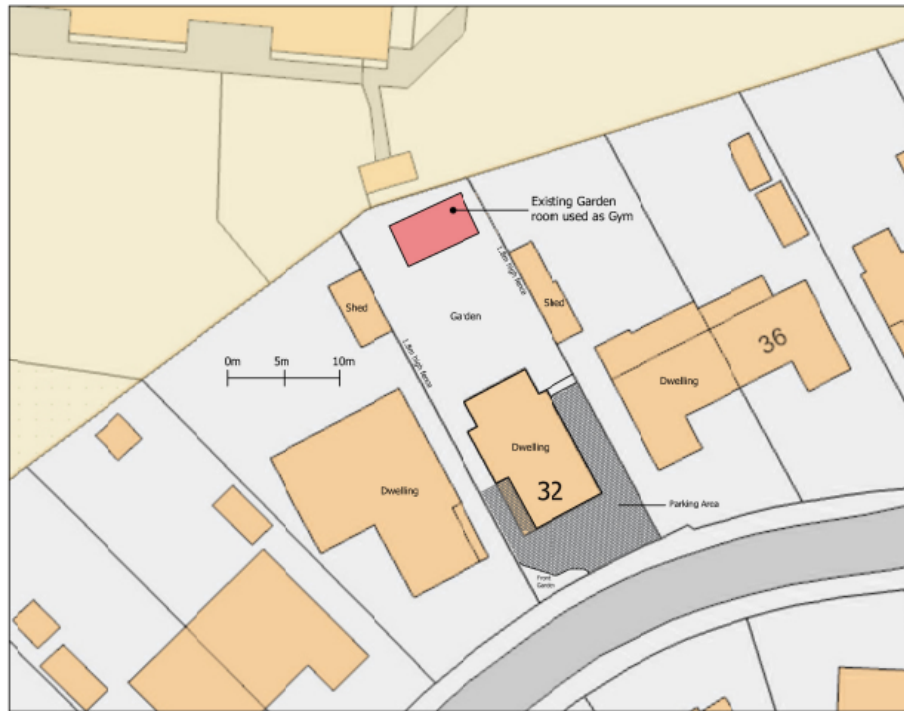 Existing Garden
room used as Gym
1.8m high fence
Shed
Shed
Garden
0m 5m 10m
1.8m high fence
36
Dwelling
Dwelling
Dwelling
32
Parking Area
Front
Garden